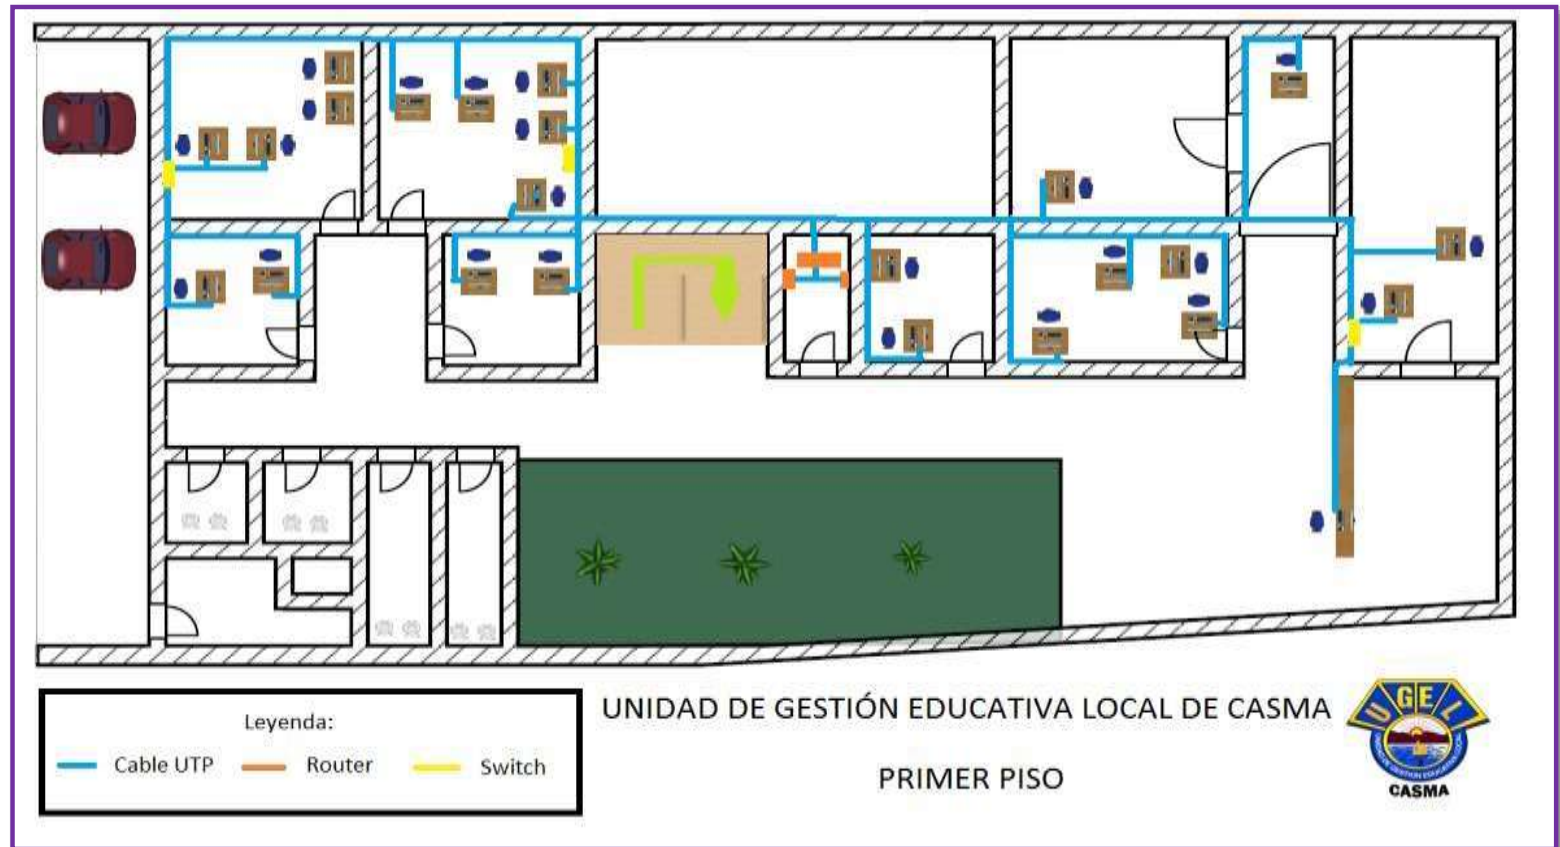 UNIDAD DE GESTIÓN EDUCATIVA LOCAL DE CASMA
PRIMER PISO
Leyenda:
Cable UTP Router Switch
UGEL
CASMA